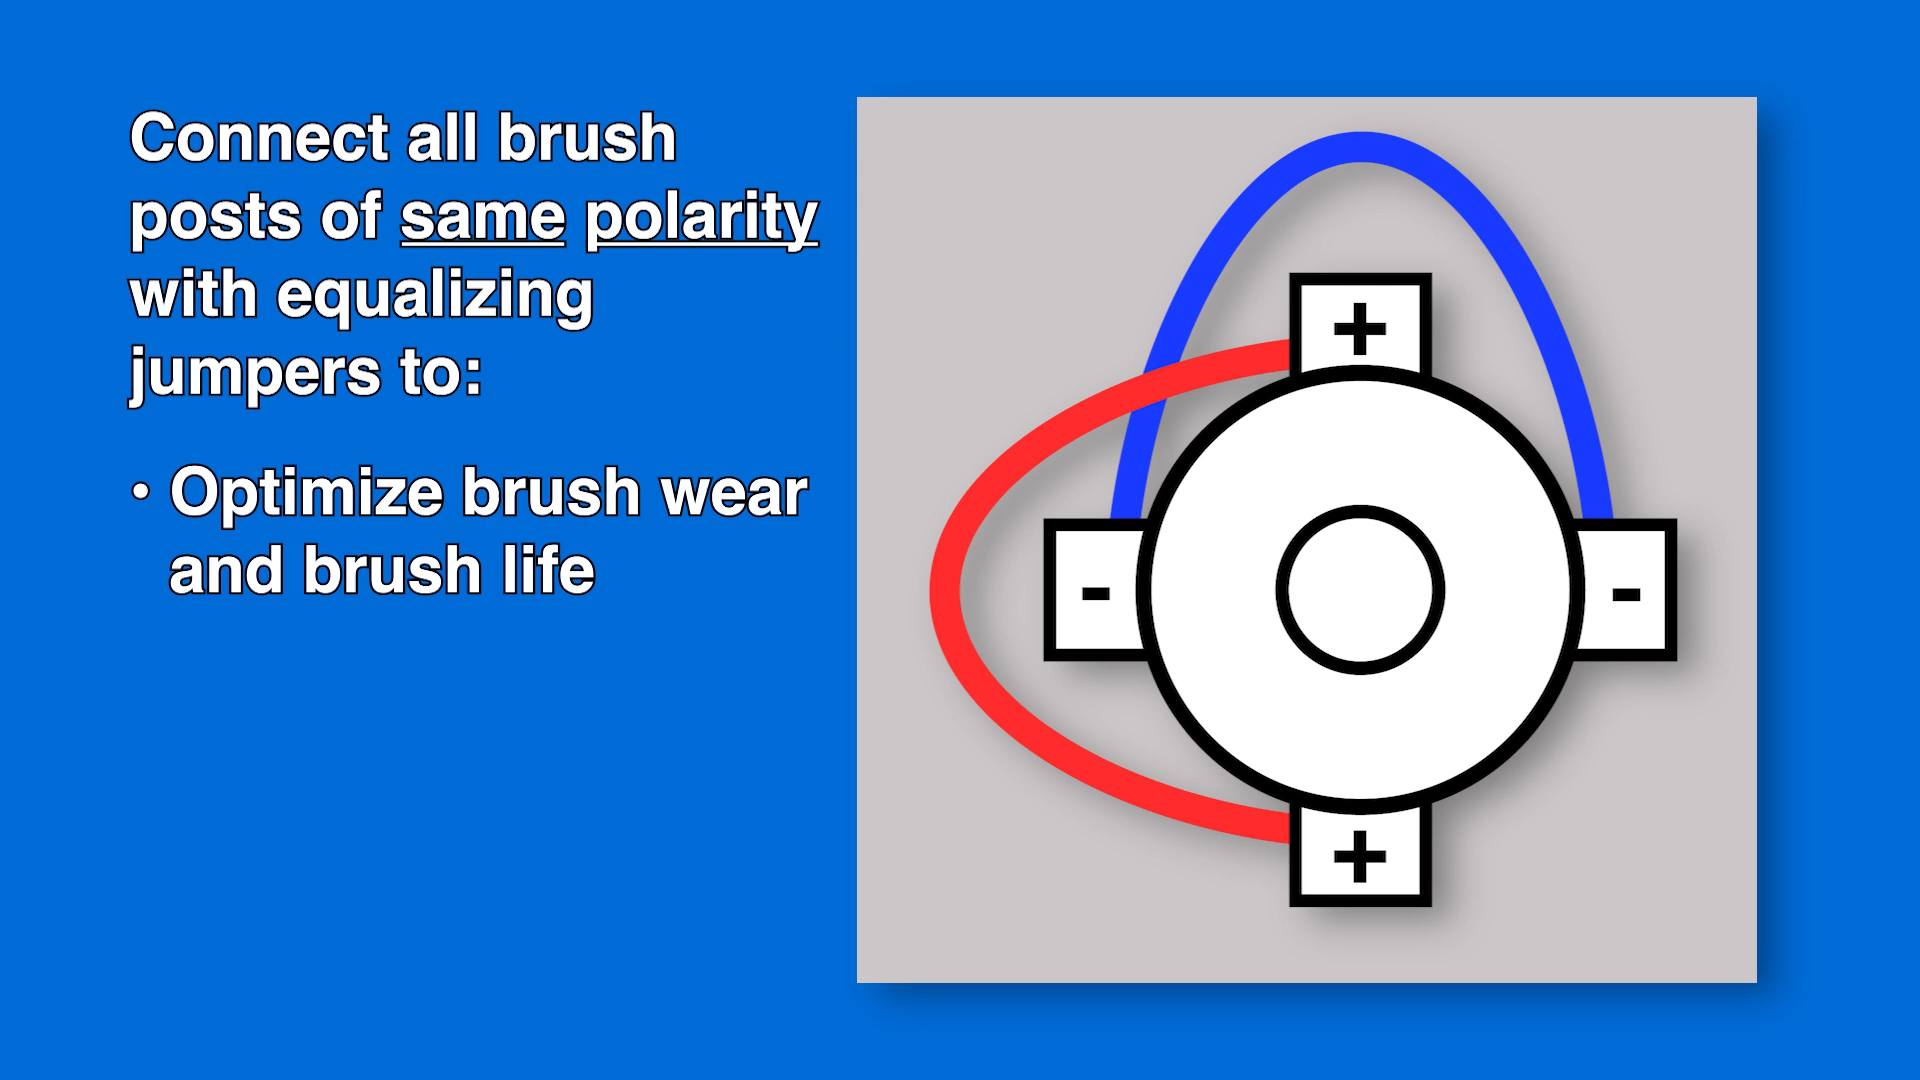 Connect all brush
posts of same polarity
with equalizing
jumpers to:
• Optimize brush wear
and brush life
+
- -
+